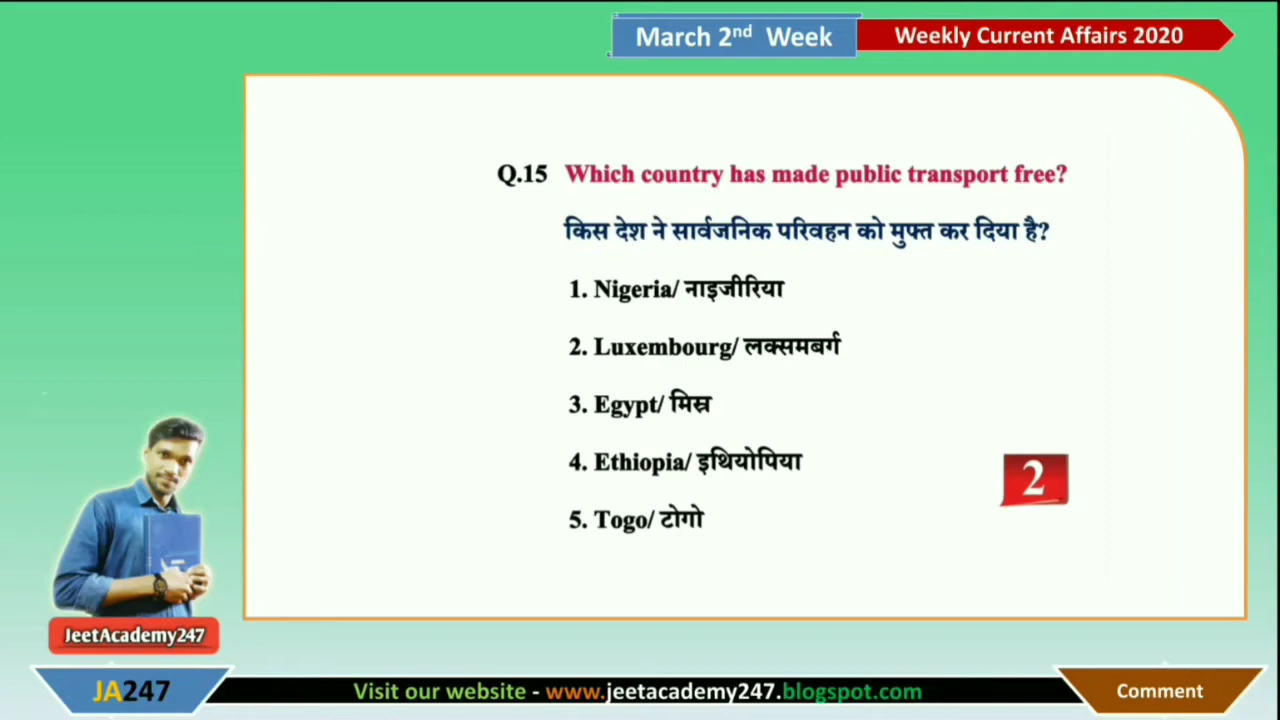 March 2nd Week
Weekly Current Affairs 2020
Q.15 Which country has made public transport free?
किस देश ने सार्वजनिक परिवहन को मुफ्त कर दिया है?
1. Nigeria/ नाइजीरिया
2. Luxembourg/ लक्समबर्ग
3. Egypt/ मिस्र
4. Ethiopia/ इथियोपिया
2
5. Togo/ टोगो
JeetAcademy247
JA247
Visit our website - www.jeetacademy247.blogspot.com
Comment